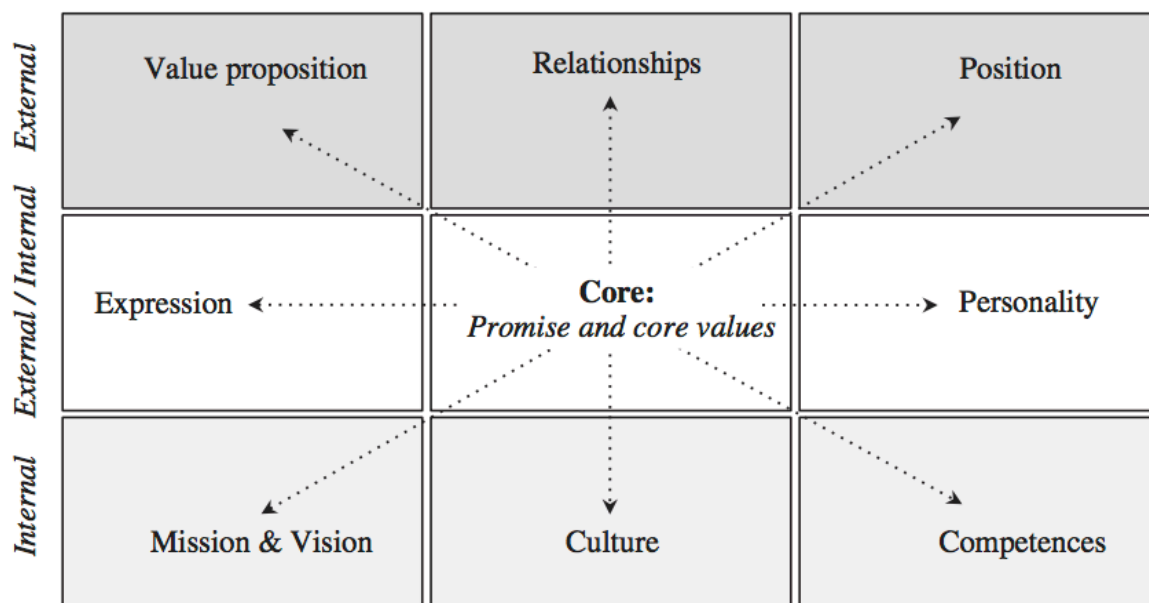 External
Value proposition
Relationships
Position
External / Internal
Expression
Core:
Promise and core values
Personality
Internal
Mission & Vision
Culture
Competences